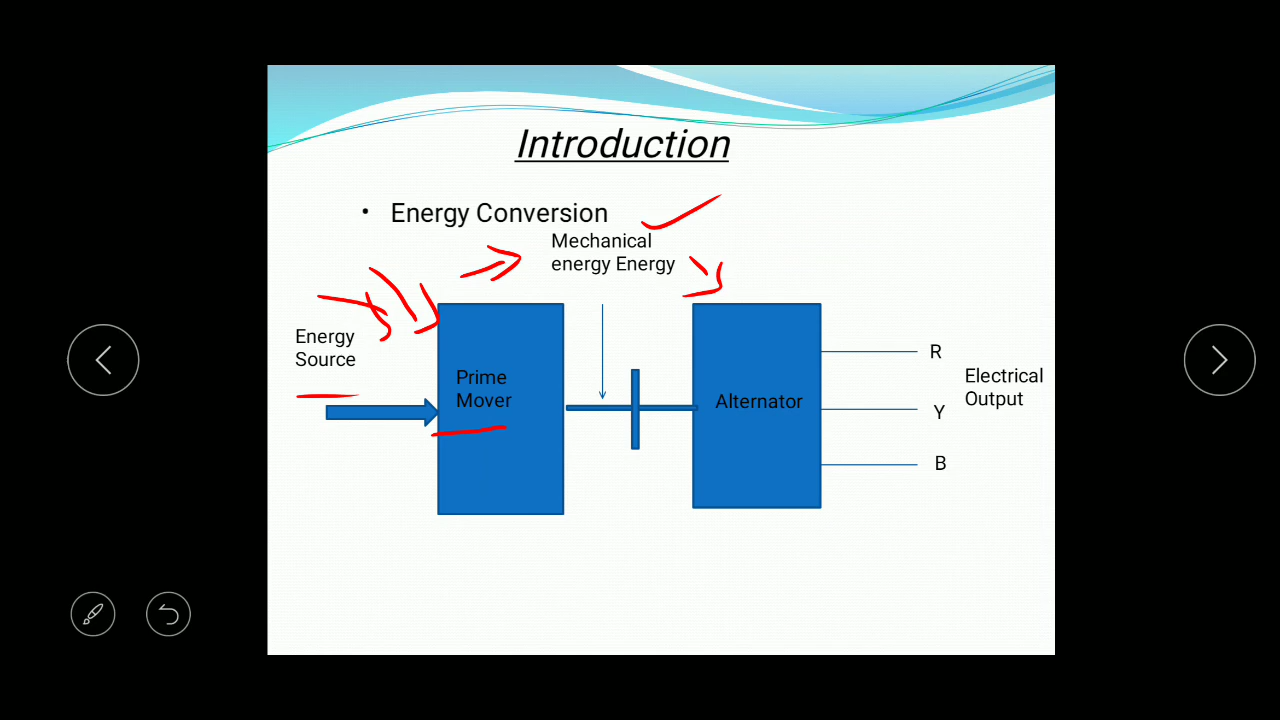 Introduction
• Energy Conversion
Mechanical
energy Energy
Energy
Source
Prime
Mover
Alternator
R
Y
B
Electrical
Output